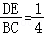 DE/BC = 1/4